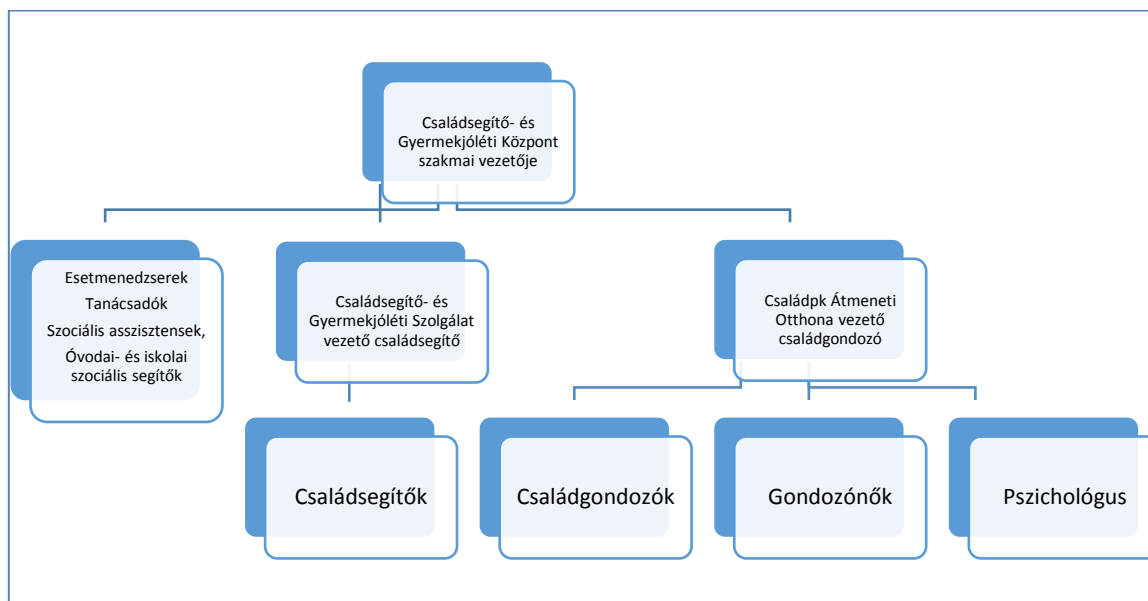 Családsegítő- és
Gyermekjóléti Központ
szakmai vezetője
Esetmenedzserek
Tanácsadók
Szociális asszisztensek,
Óvodai- és iskolai
szociális segítők
Családsegítő- és
Gyermekjóléti Szolgálat
vezető családsegítő
Családpk Átmeneti
Otthona vezető
családgondozó
Családsegítők
Családgondozók
Gondozónők
Pszichológus